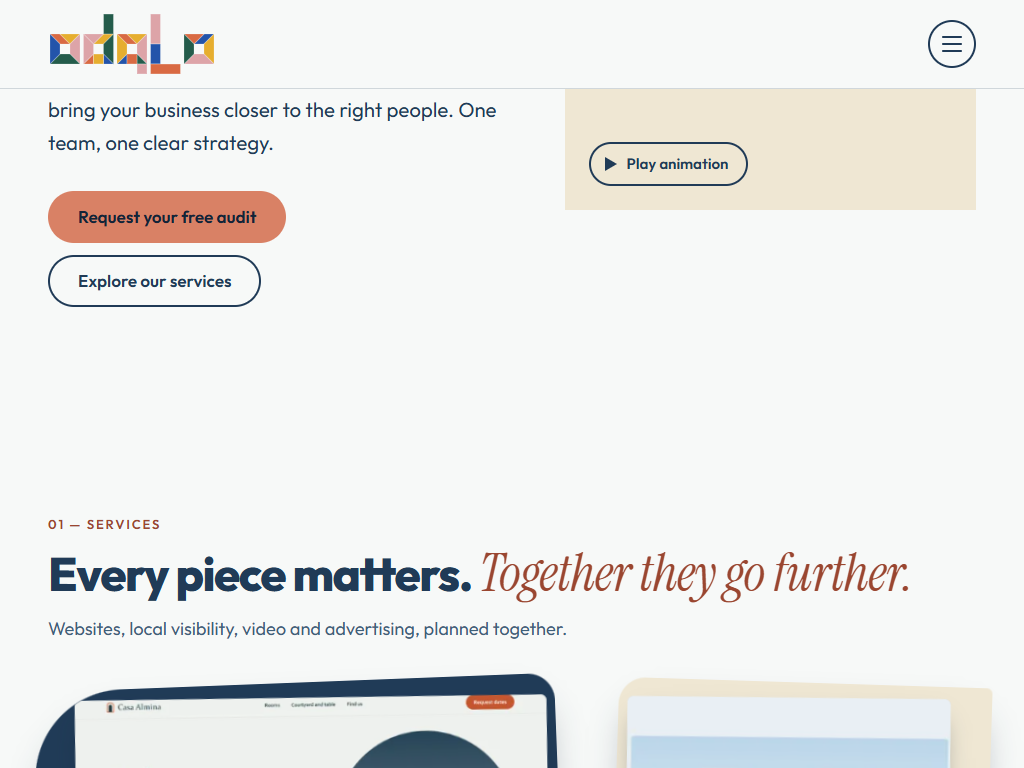 adaLo
bring your business closer to the right people. One
team, one clear strategy.
Play animation
Request your free audit
Explore our services
01 — SERVICES
Every piece matters. Together they go further.
Websites, local visibility, video and advertising, planned together.
Casa Almina
Rooms
Courtyard and table
Find us
Request dates